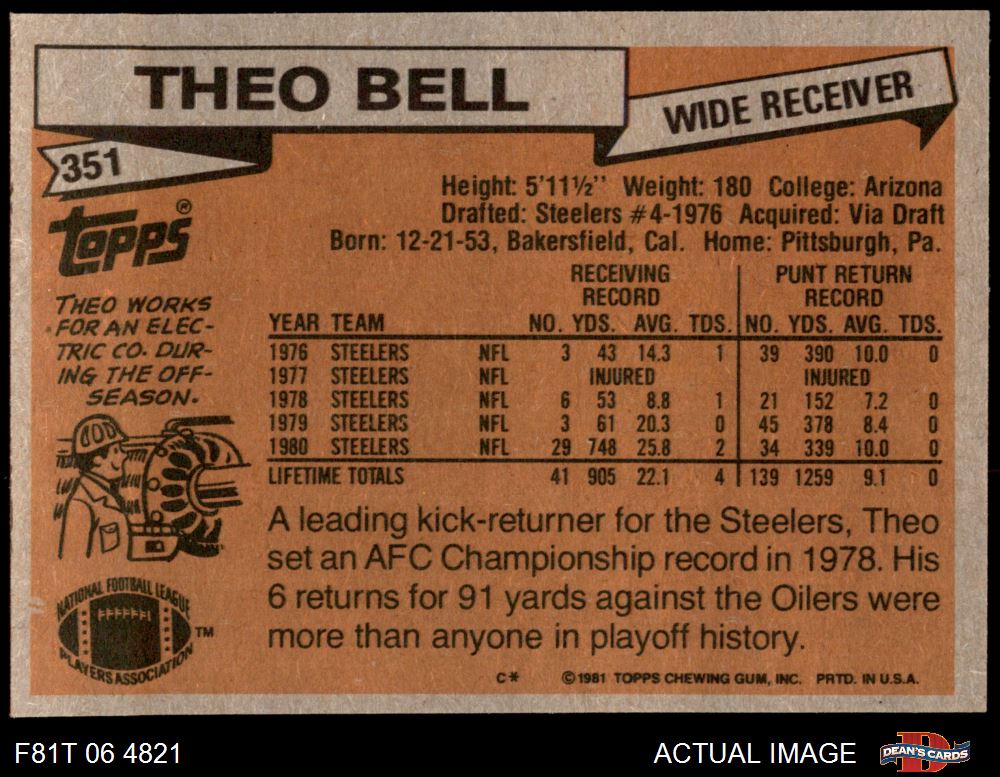 THEO BELL
WIDE RECEIVER
351
Height: 5'11½" Weight: 180 College: Arizona
Drafted: Steelers #4-1976 Acquired: Via Draft
Born: 12-21-53, Bakersfield, Cal. Home: Pittsburgh, Pa.
Topps®
THEO WORKS
FOR AN ELEC-
TRIC CO. DUR-
ING THE OFF-
SEASON.
RECEIVING RECORD PUNT RETURN RECORD
YEAR TEAM NO. YDS. AVG. TDS. NO. YDS. AVG. TDS.
1976 STEELERS NFL 3 43 14.3 1 39 390 10.0 0
1977 STEELERS NFL INJURED INJURED
1978 STEELERS NFL 6 53 8.8 1 21 152 7.2 0
1979 STEELERS NFL 3 61 20.3 0 45 378 8.4 0
1980 STEELERS NFL 29 748 25.8 2 34 339 10.0 0
LIFETIME TOTALS 41 905 22.1 4 139 1259 9.1 0
A leading kick-returner for the Steelers, Theo
set an AFC Championship record in 1978. His
6 returns for 91 yards against the Oilers were
more than anyone in playoff history.
NATIONAL FOOTBALL LEAGUE
PLAYERS ASSOCIATION
TM
C* ©1981 TOPPS CHEWING GUM, INC. PRTD. IN U.S.A.
F81T 06 4821
ACTUAL IMAGE
DEAN'S CARDS